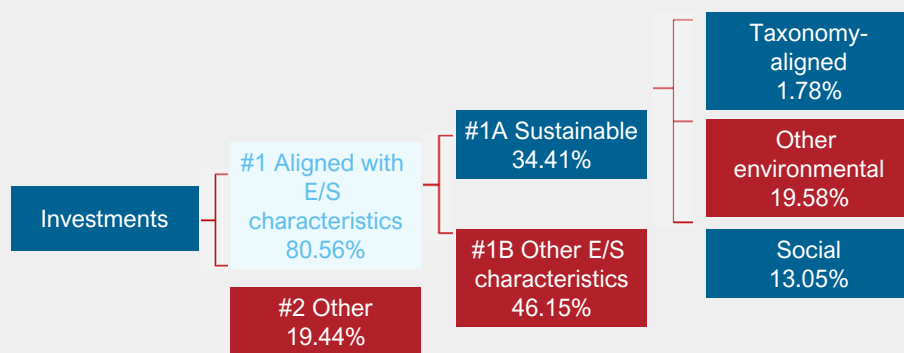 Investments
#1 Aligned with
E/S
characteristics
80.56%
#2 Other
19.44%
#1A Sustainable
34.41%
#1B Other E/S
characteristics
46.15%
Taxonomy-
aligned
1.78%
Other
environmental
19.58%
Social
13.05%